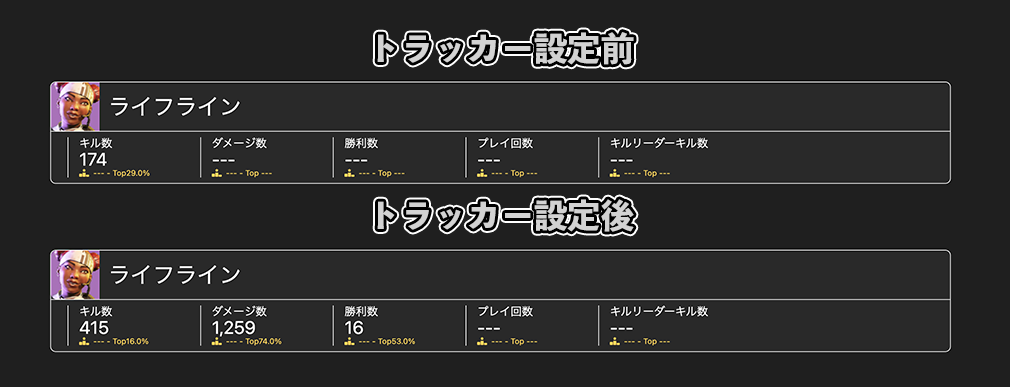 トラッカー設定前
ライフライン
キル数 ダメージ数 勝利数 プレイ回数 キルリーダーキル数
174 --- --- --- ---
--- - Top29.0% --- - Top --- --- - Top --- --- - Top --- --- - Top ---
トラッカー設定後
ライフライン
キル数 ダメージ数 勝利数 プレイ回数 キルリーダーキル数
415 1,259 16 --- ---
--- - Top16.0% --- - Top74.0% --- - Top53.0% --- - Top --- --- - Top ---